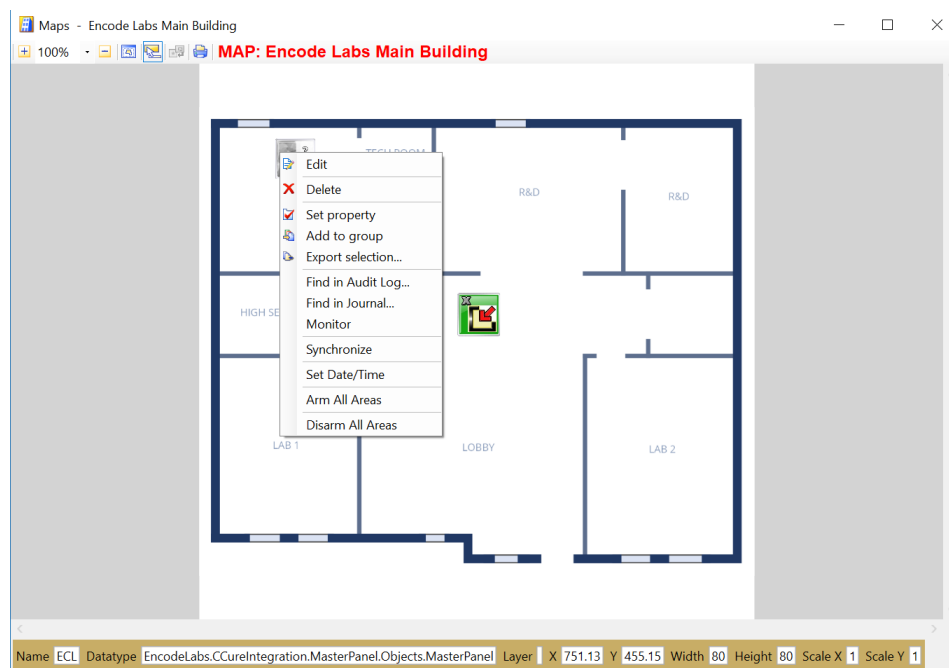 Maps - Encode Labs Main Building
100% MAP: Encode Labs Main Building
TECH ROOM
?
Edit
Delete
Set property
Add to group
Export selection...
Find in Audit Log...
Find in Journal...
Monitor
Synchronize
Set Date/Time
Arm All Areas
Disarm All Areas
R&D
R&D
HIGH SE
X
LAB 1
LOBBY
LAB 2
Name ECL Datatype EncodeLabs.CCureIntegration.MasterPanel.Objects.MasterPanel Layer X 751.13 Y 455.15 Width 80 Height 80 Scale X 1 Scale Y 1